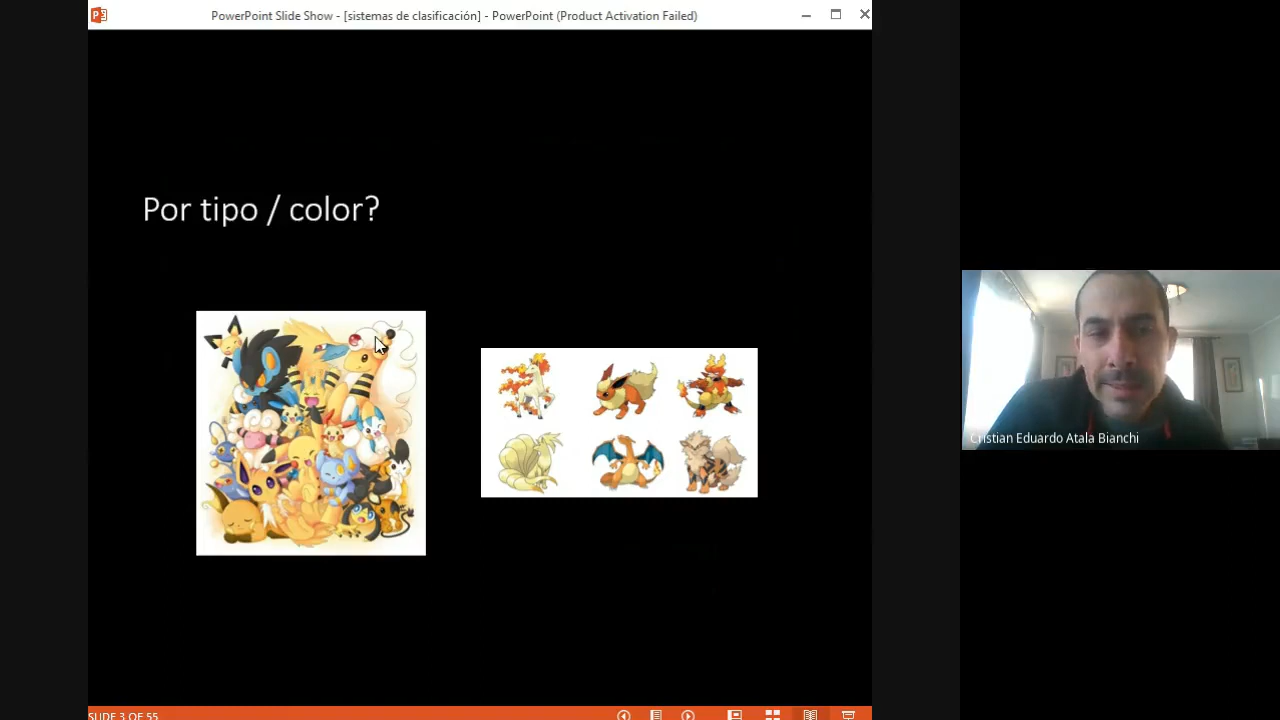 PowerPoint Slide Show - [sistemas de clasificación] - PowerPoint (Product Activation Failed)
Por tipo / color?
Cristian Eduardo Atala Bianchi
SLIDE 3 OF 55